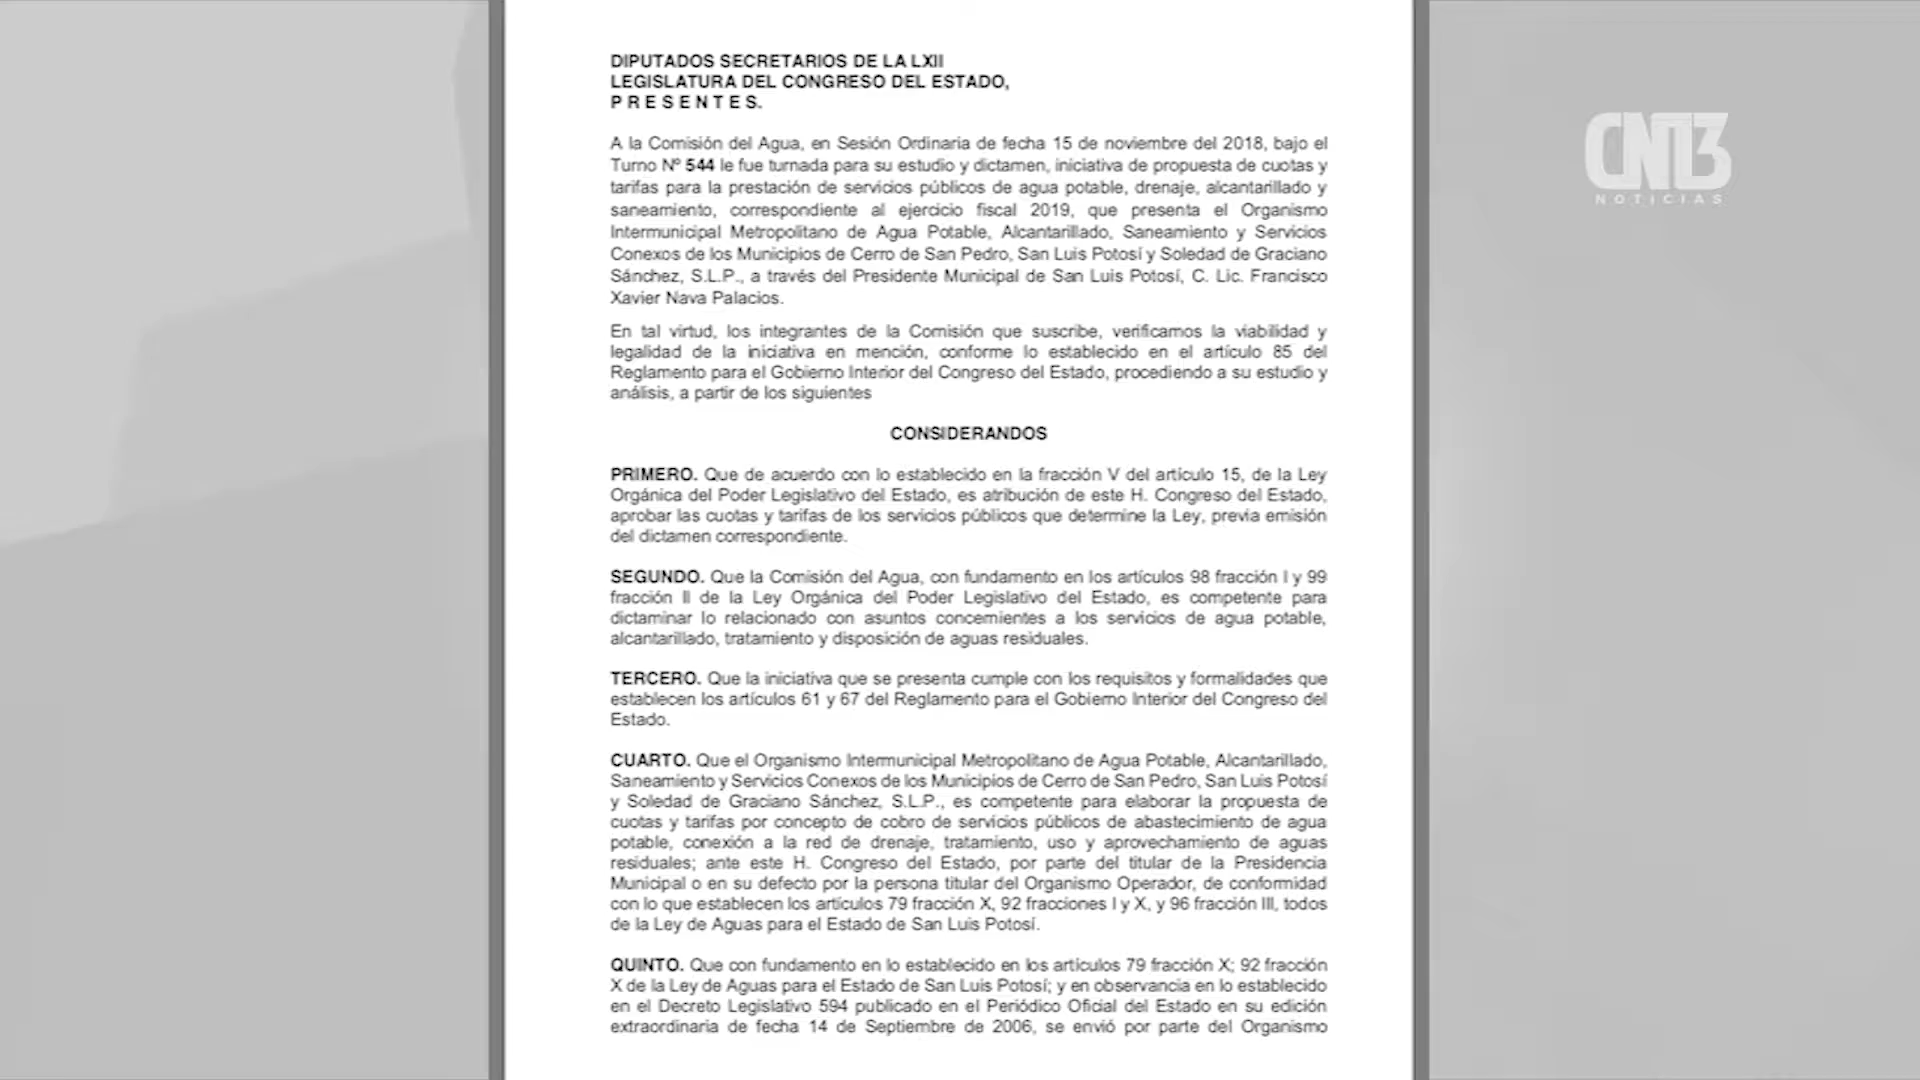 DIPUTADOS SECRETARIOS DE LA LXII
LEGISLATURA DEL CONGRESO DEL ESTADO,
P R E S E N T E S.
A la Comisión del Agua, en Sesión Ordinaria de fecha 15 de noviembre del 2018, bajo el
Turno Nº 544 le fue turnada para su estudio y dictamen, iniciativa de propuesta de cuotas y
tarifas para la prestación de servicios públicos de agua potable, drenaje, alcantarillado y
saneamiento, correspondiente al ejercicio fiscal 2019, que presenta el Organismo
Intermunicipal Metropolitano de Agua Potable, Alcantarillado, Saneamiento y Servicios
Conexos de los Municipios de Cerro de San Pedro, San Luis Potosí y Soledad de Graciano
Sánchez, S.L.P., a través del Presidente Municipal de San Luis Potosí, C. Lic. Francisco
Xavier Nava Palacios.
En tal virtud, los integrantes de la Comisión que suscribe, verificamos la viabilidad y
legalidad de la iniciativa en mención, conforme lo establecido en el artículo 85 del
Reglamento para el Gobierno Interior del Congreso del Estado, procediendo a su estudio y
análisis, a partir de los siguientes
CONSIDERANDOS
PRIMERO. Que de acuerdo con lo establecido en la fracción V del artículo 15, de la Ley
Orgánica del Poder Legislativo del Estado, es atribución de este H. Congreso del Estado,
aprobar las cuotas y tarifas de los servicios públicos que determine la Ley, previa emisión
del dictamen correspondiente.
SEGUNDO. Que la Comisión del Agua, con fundamento en los artículos 98 fracción I y 99
fracción II de la Ley Orgánica del Poder Legislativo del Estado, es competente para
dictaminar lo relacionado con asuntos concernientes a los servicios de agua potable,
alcantarillado, tratamiento y disposición de aguas residuales.
TERCERO. Que la iniciativa que se presenta cumple con los requisitos y formalidades que
establecen los artículos 61 y 67 del Reglamento para el Gobierno Interior del Congreso del
Estado.
CUARTO. Que el Organismo Intermunicipal Metropolitano de Agua Potable, Alcantarillado,
Saneamiento y Servicios Conexos de los Municipios de Cerro de San Pedro, San Luis Potosí
y Soledad de Graciano Sánchez, S.L.P., es competente para elaborar la propuesta de
cuotas y tarifas por concepto de cobro de servicios públicos de abastecimiento de agua
potable, conexión a la red de drenaje, tratamiento, uso y aprovechamiento de aguas
residuales; ante este H. Congreso del Estado, por parte del titular de la Presidencia
Municipal o en su defecto por la persona titular del Organismo Operador, de conformidad
con lo que establecen los artículos 79 fracción X, 92 fracciones I y X, y 96 fracción III, todos
de la Ley de Aguas para el Estado de San Luis Potosí.
QUINTO. Que con fundamento en lo establecido en los artículos 79 fracción X; 92 fracción
X de la Ley de Aguas para el Estado de San Luis Potosí; y en observancia en lo establecido
en el Decreto Legislativo 594 publicado en el Periódico Oficial del Estado en su edición
extraordinaria de fecha 14 de Septiembre de 2006, se envió por parte del Organismo
CN13
NOTICIAS